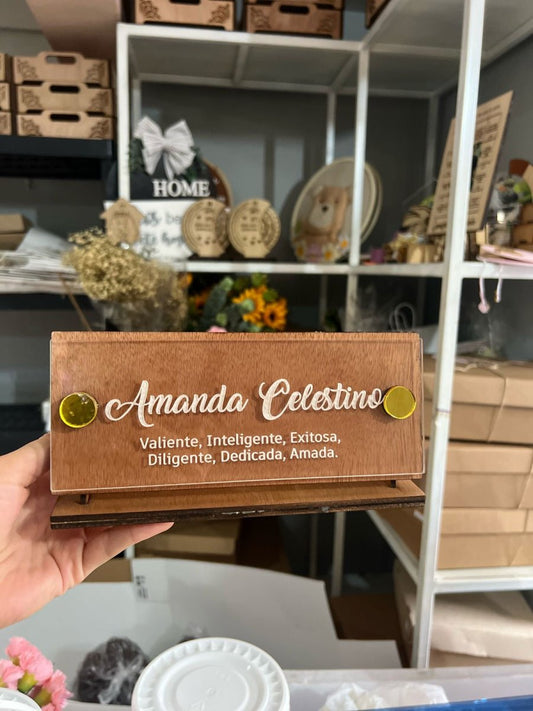 HOME
Amanda Celestino
Valiente, Inteligente, Exitosa,
Diligente, Dedicada, Amada.